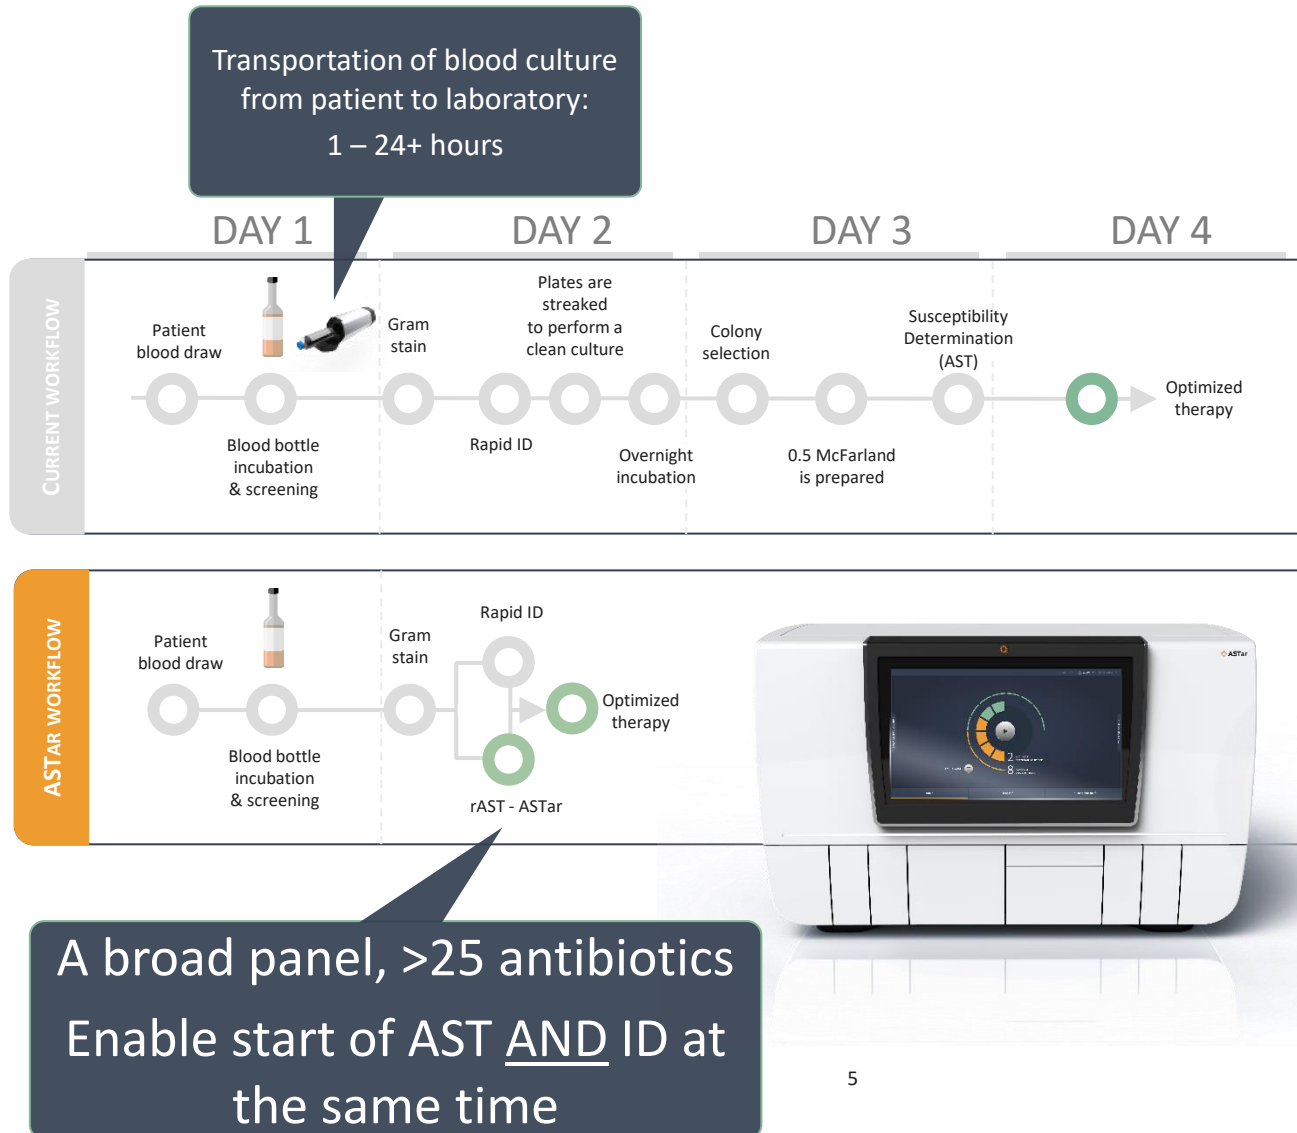 Transportation of blood culture
from patient to laboratory:
1 – 24+ hours
DAY 1
DAY 2
DAY 3
DAY 4
CURRENT WORKFLOW
Patient
blood draw
Blood bottle
incubation
& screening
Gram
stain
Rapid ID
Plates are
streaked
to perform a
clean culture
Overnight
incubation
Colony
selection
0.5 McFarland
is prepared
Susceptibility
Determination
(AST)
Optimized
therapy
ASTAR WORKFLOW
Patient
blood draw
Blood bottle
incubation
& screening
Gram
stain
Rapid ID
rAST - ASTar
Optimized
therapy
ASTar
2
8
A broad panel, >25 antibiotics
Enable start of AST AND ID at
the same time
5